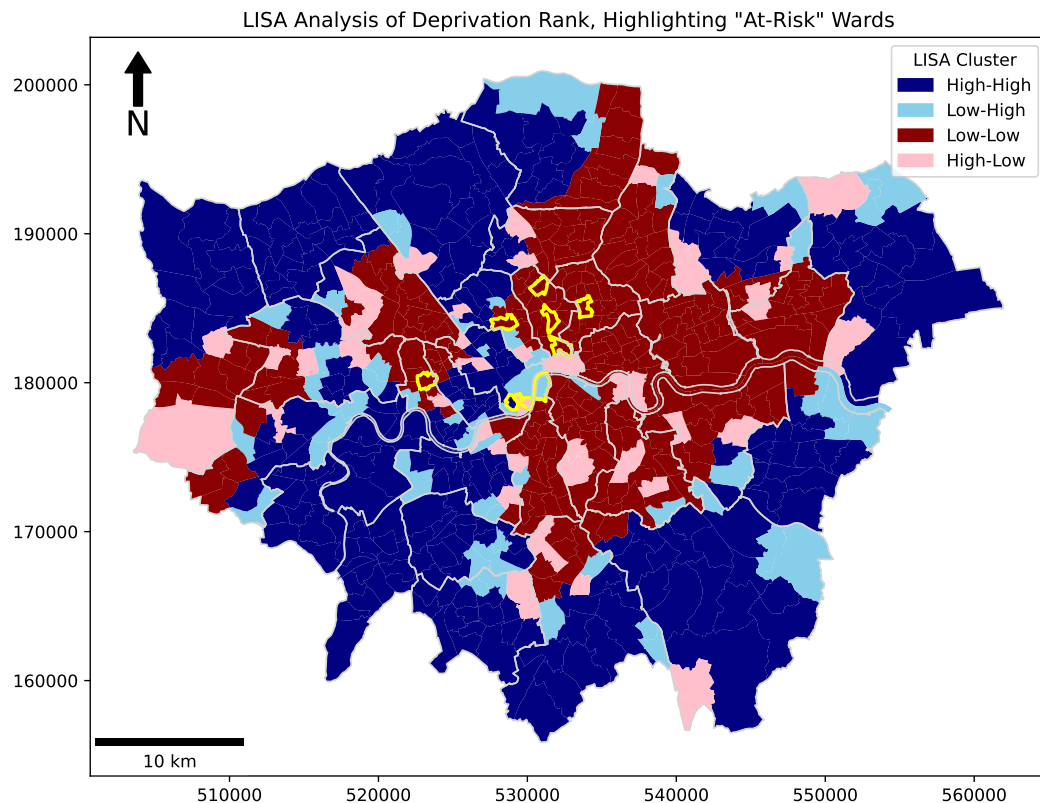 LISA Analysis of Deprivation Rank, Highlighting "At-Risk" Wards
N
LISA Cluster
High-High
Low-High
Low-Low
High-Low
200000
190000
180000
170000
160000
10 km
510000
520000
530000
540000
550000
560000